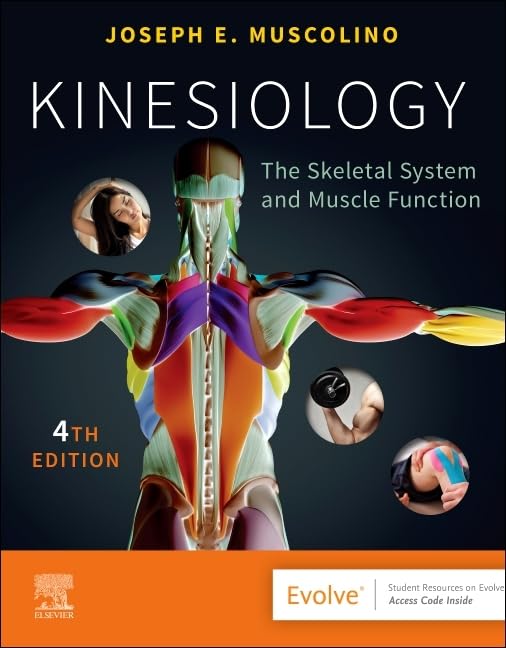 JOSEPH E. MUSCOLINO
KINESIOLOGY
The Skeletal System
and Muscle Function
4TH
EDITION
ELSEVIER
Evolve®
Student Resources on Evolve
Access Code Inside